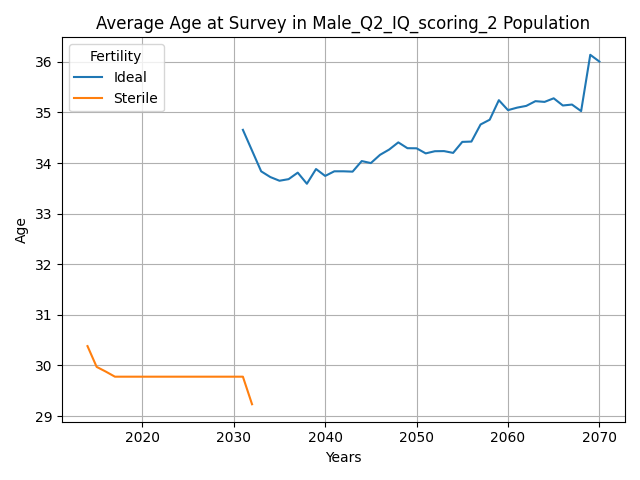 Average Age at Survey in Male_Q2_IQ_scoring_2 Population
Fertility
Ideal
Sterile
Age
36
35
34
33
32
31
30
29
2020 2030 2040 2050 2060 2070
Years